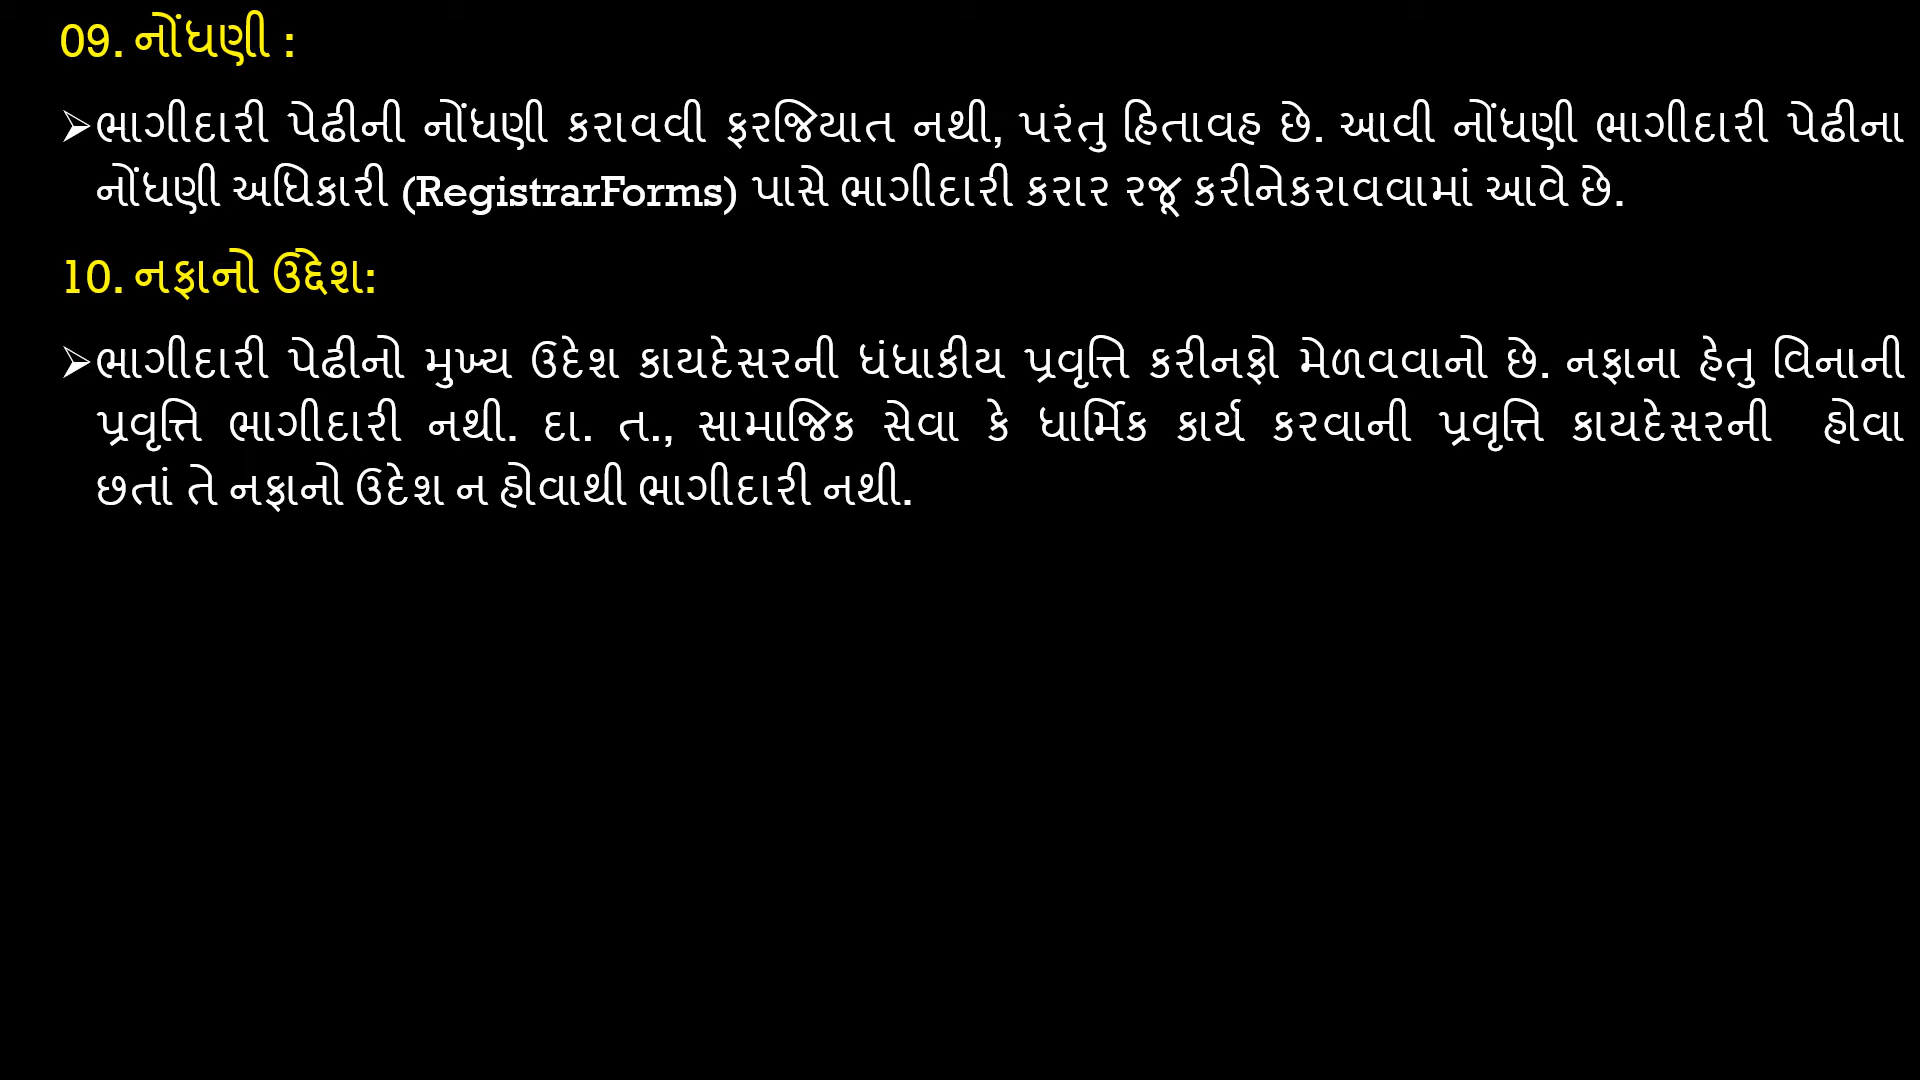 09. નોંધણી :
➢ભાગીદારી પેઢીની નોંધણી કરાવવી ફરજિયાત નથી, પરંતુ હિતાવહ છે. આવી નોંધણી ભાગીદારી પેઢીના
નોંધણી અધિકારી (RegistrarForms) પાસે ભાગીદારી કરાર રજૂ કરીનેકરાવવામાં આવે છે.
10. નફાનો ઉદ્દેશ:
➢ભાગીદારી પેઢીનો મુખ્ય ઉદેશ કાયદેસરની ધંધાકીય પ્રવૃત્તિ કરીનફો મેળવવાનો છે. નફાના હેતુ વિનાની
પ્રવૃત્તિ ભાગીદારી નથી. દા. ત., સામાજિક સેવા કે ધાર્મિક કાર્ય કરવાની પ્રવૃત્તિ કાયદેસરની હોવા
છતાં તે નફાનો ઉદેશ ન હોવાથી ભાગીદારી નથી.